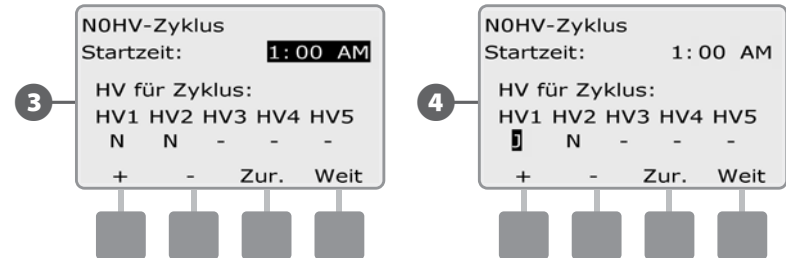 3
N0HV-Zyklus
Startzeit: 1:00 AM
HV für Zyklus:
HV1 HV2 HV3 HV4 HV5
N N - - -
+ - Zur. Weit
4
N0HV-Zyklus
Startzeit: 1:00 AM
HV für Zyklus:
HV1 HV2 HV3 HV4 HV5
J N - - -
+ - Zur. Weit